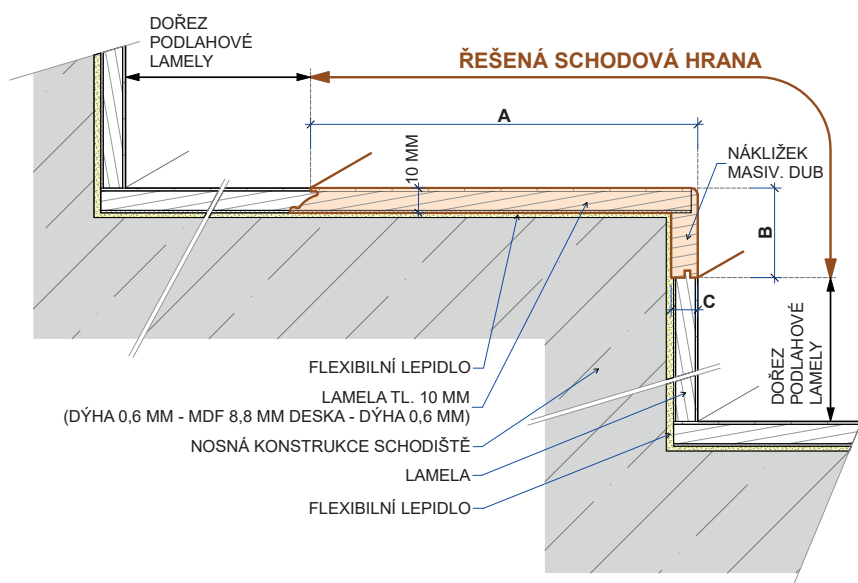 DOŘEZ
PODLAHOVÉ
LAMELY
ŘEŠENÁ SCHODOVÁ HRANA
A
10 MM
NÁKLIŽEK
MASIV. DUB
B
C
DOŘEZ
PODLAHOVÉ
LAMELY
FLEXIBILNÍ LEPIDLO
LAMELA TL. 10 MM
(DÝHA 0,6 MM - MDF 8,8 MM DESKA - DÝHA 0,6 MM)
NOSNÁ KONSTRUKCE SCHODIŠTĚ
LAMELA
FLEXIBILNÍ LEPIDLO